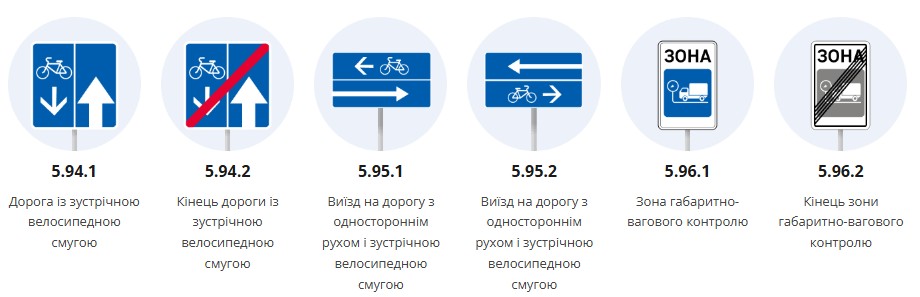 ЗОНА
ЗОНА
5.94.1
Дорога із зустрічною
велосипедною
смугою
5.94.2
Кінець дороги із
зустрічною
велосипедною
смугою
5.95.1
Виїзд на дорогу з
одностороннім
рухом і зустрічною
велосипедною
смугою
5.95.2
Виїзд на дорогу з
одностороннім
рухом і зустрічною
велосипедною
смугою
5.96.1
Зона габаритно-
вагового контролю
5.96.2
Кінець зони
габаритно-вагового
контролю